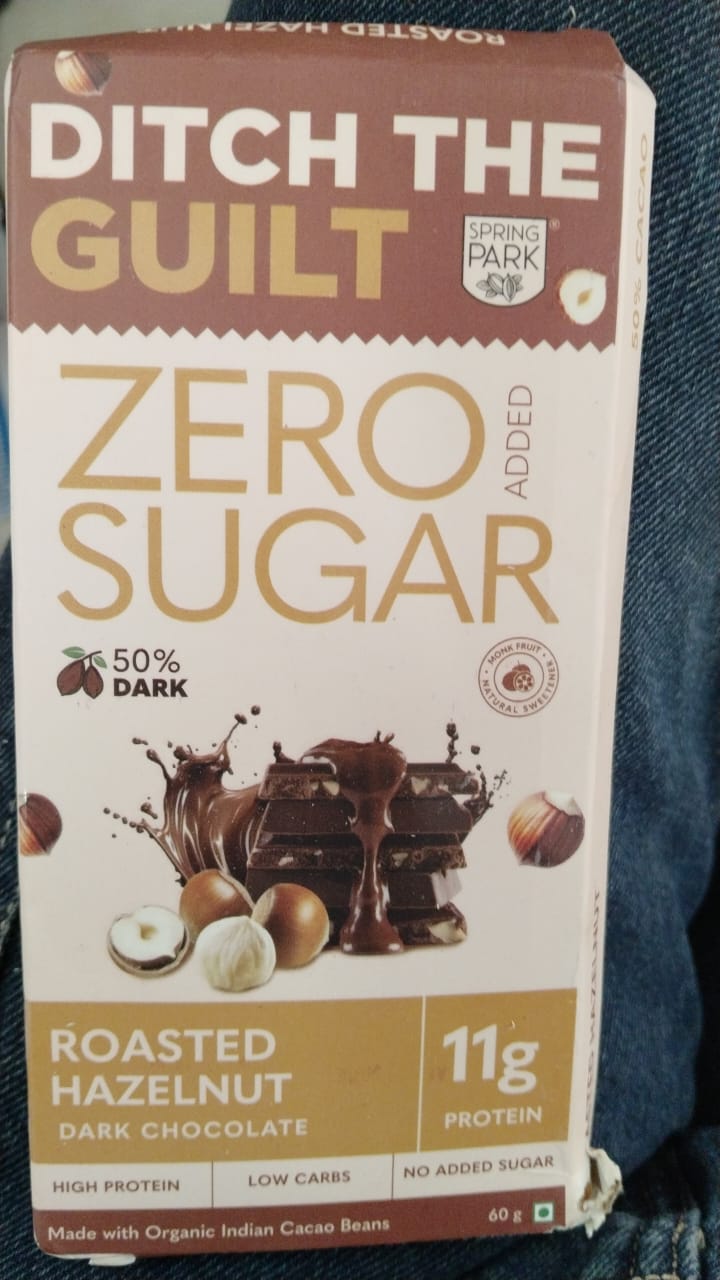 ROASTED HAZELNUT
DITCH THE
GUILT
SPRING
PARK
®
50% CACAO
ZERO
ADDED
SUGAR
50%
DARK
MONK FRUIT
NATURAL SWEETENER
ROASTED
HAZELNUT
DARK CHOCOLATE
11g
PROTEIN
HIGH PROTEIN
LOW CARBS
NO ADDED SUGAR
Made with Organic Indian Cacao Beans
60 g
HAZELNUT